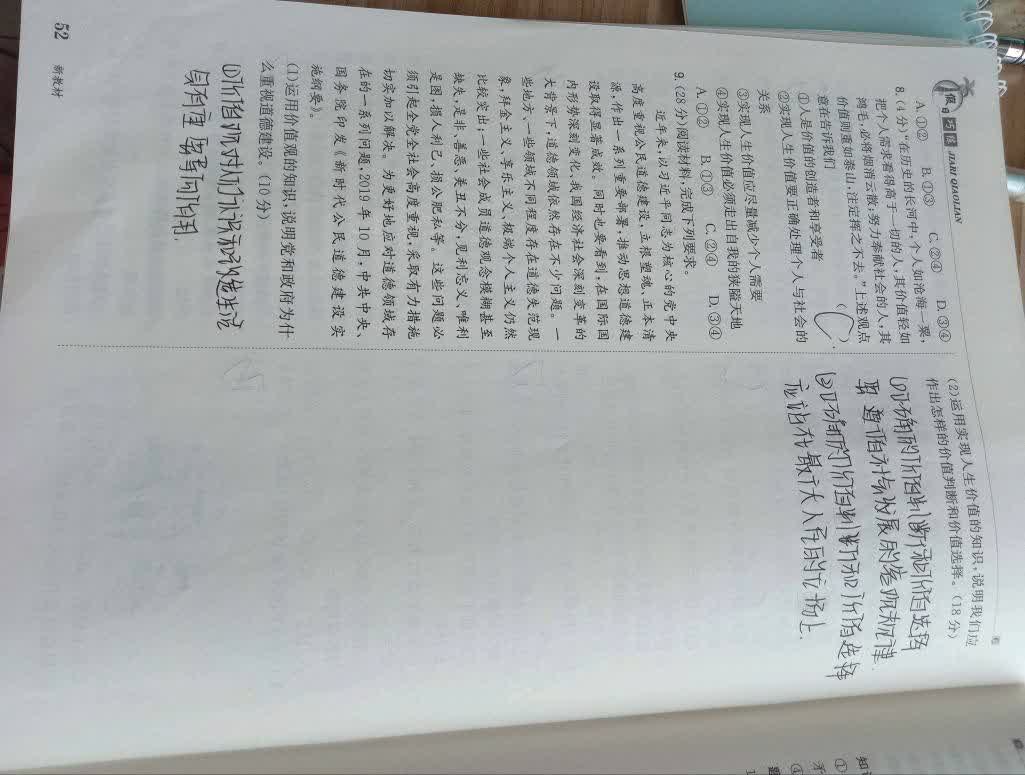 假日巧练 JIARI QIAOLIAN
A.①② B.①③ C.②④ D.③④
8.(4分)“在历史的长河中,个人如沧海一粟,
把个人需求看得高于一切的人,其价值轻如
鸿毛,必将烟消云散;努力奉献社会的人,其
价值则重如泰山,注定挥之不去。”上述观点
意在告诉我们 ( C )
①人是价值的创造者和享受者
②实现人生价值要正确处理个人与社会的
关系
③实现人生价值应尽量减少个人需要
④实现人生价值必须走出自我的狭隘天地
A.①② B.①③ C.②④ D.③④
9.(28分)阅读材料,完成下列要求。
近年来,以习近平同志为核心的党中央
高度重视公民道德建设,立根塑魂、正本清
源,作出一系列重要部署,推动思想道德建
设取得显著成效。同时也要看到,在国际国
内形势深刻变化、我国经济社会深刻变革的
大背景下,道德领域依然存在不少问题。一
些地方、一些领域不同程度存在道德失范现
象,拜金主义、享乐主义、极端个人主义仍然
比较突出;一些社会成员道德观念模糊甚至
缺失,是非、善恶、美丑不分,见利忘义、唯利
是图,损人利己、损公肥私等。这些问题必
须引起全党全社会高度重视,采取有力措施
切实加以解决。为更好地应对道德领域存
在的一系列问题,2019年10月,中共中央、
国务院印发《新时代公民道德建设实
施纲要》。
(1)运用价值观的知识,说明党和政府为什
么重视道德建设。(10分)
①价值观对人们认识和改造生活
具有重要导向作用.
(2)运用实现人生价值的知识,说明我们应
作出怎样的价值判断和价值选择。(18分)
①正确的价值判断和价值选择
要遵循社会发展的客观规律.
②正确的价值判断和价值选择
应站在最广大人民的立场上.
52 新教材